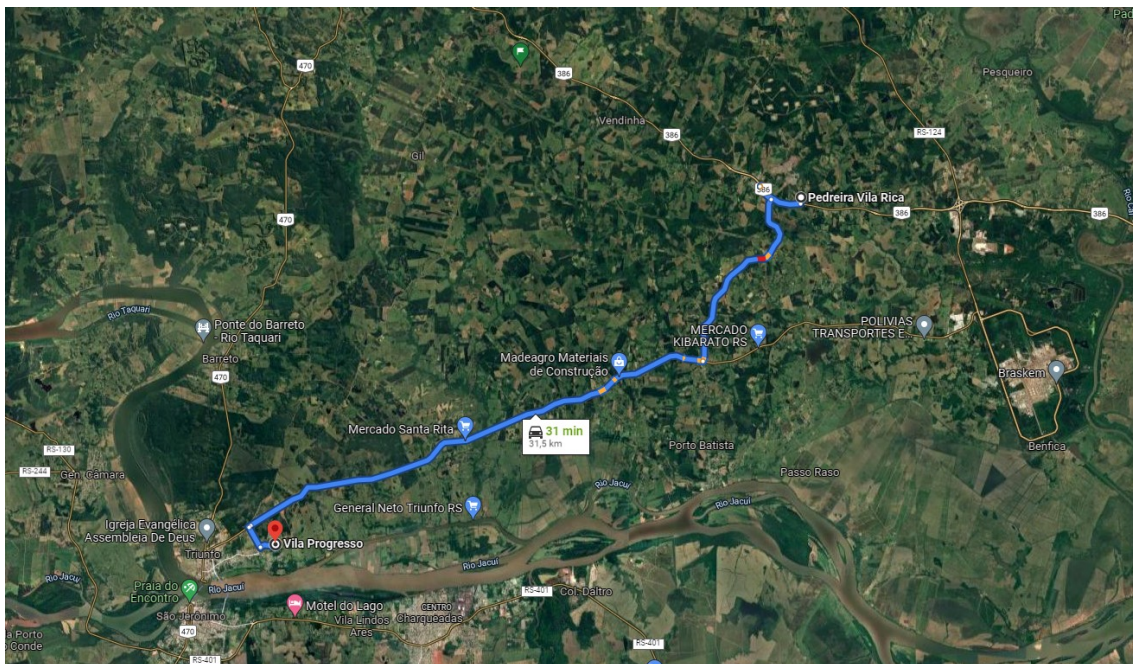 Pad
470
386
Pesqueiro
Vendinha
RS-124
386
Gil
386
Pedreira Vila Rica
386
386
Rio Caí
470
Rio Taquari
Ponte do Barreto
- Rio Taquari
Barreto
MERCADO
KIBARATO RS
POLIVIAS
TRANSPORTES E...
Madeagro Materiais
de Construção
Braskem
470
31 min
31,5 km
Mercado Santa Rita
RS-130
RS-244
Gen. Câmara
Porto Batista
Benfica
Passo Raso
Rio Jacuí
Rio Jacuí
General Neto Triunfo RS
Igreja Evangélica
Assembleia De Deus
Vila Progresso
Triunfo
Rio Jacuí
Rio Jacuí
Praia do
Encontro
Rio Jacuí
RS-401
Col. Daltro
São Jerônimo
Motel do Lago
Vila Lindos
Ares
CENTRO
Charqueadas
470
a Porto
o Conde
RS-401
RS-401